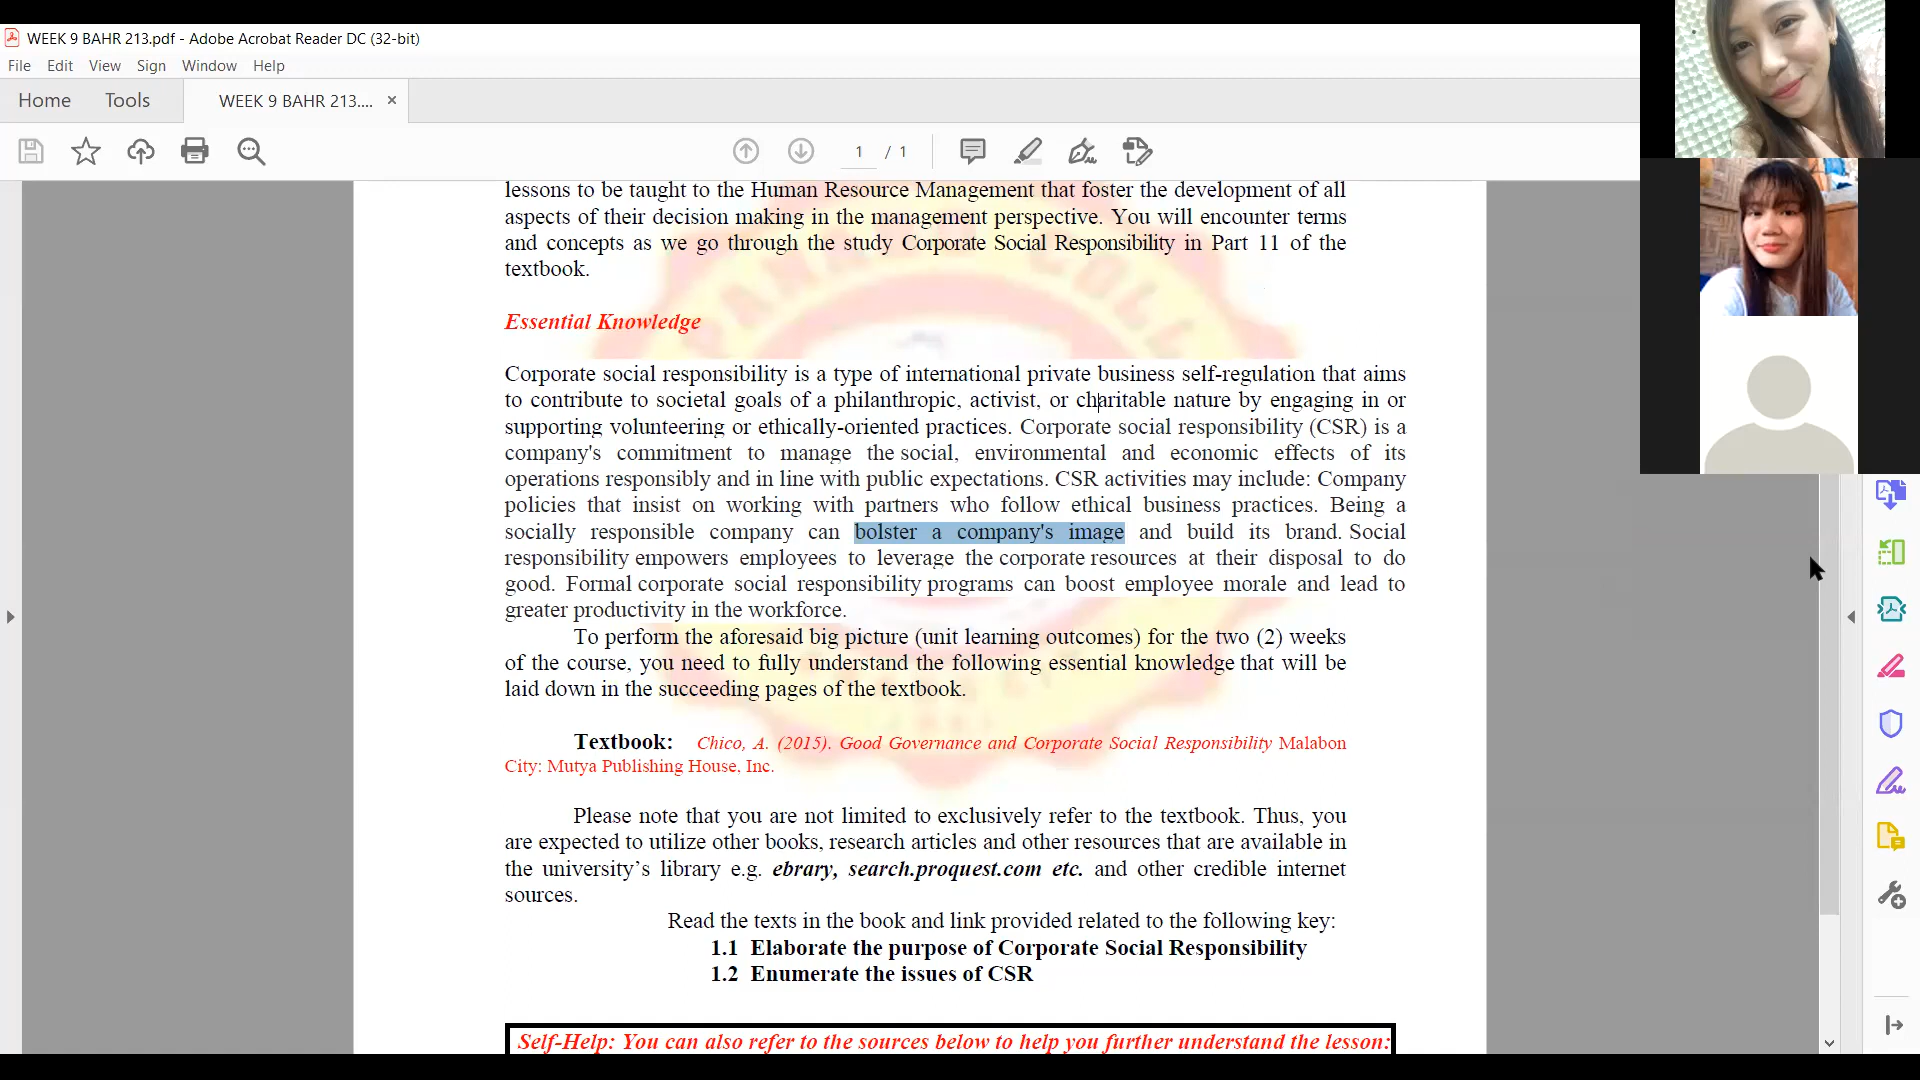 WEEK 9 BAHR 213.pdf - Adobe Acrobat Reader DC (32-bit)
File Edit View Sign Window Help
Home Tools WEEK 9 BAHR 213.... ×
1 / 1
lessons to be taught to the Human Resource Management that foster the development of all
aspects of their decision making in the management perspective. You will encounter terms
and concepts as we go through the study Corporate Social Responsibility in Part 11 of the
textbook.
Essential Knowledge
Corporate social responsibility is a type of international private business self-regulation that aims
to contribute to societal goals of a philanthropic, activist, or charitable nature by engaging in or
supporting volunteering or ethically-oriented practices. Corporate social responsibility (CSR) is a
company's commitment to manage the social, environmental and economic effects of its
operations responsibly and in line with public expectations. CSR activities may include: Company
policies that insist on working with partners who follow ethical business practices. Being a
socially responsible company can bolster a company's image and build its brand. Social
responsibility empowers employees to leverage the corporate resources at their disposal to do
good. Formal corporate social responsibility programs can boost employee morale and lead to
greater productivity in the workforce.
To perform the aforesaid big picture (unit learning outcomes) for the two (2) weeks
of the course, you need to fully understand the following essential knowledge that will be
laid down in the succeeding pages of the textbook.
Textbook: Chico, A. (2015). Good Governance and Corporate Social Responsibility Malabon
City: Mutya Publishing House, Inc.
Please note that you are not limited to exclusively refer to the textbook. Thus, you
are expected to utilize other books, research articles and other resources that are available in
the university’s library e.g. ebrary, search.proquest.com etc. and other credible internet
sources.
Read the texts in the book and link provided related to the following key:
1.1 Elaborate the purpose of Corporate Social Responsibility
1.2 Enumerate the issues of CSR
Self-Help: You can also refer to the sources below to help you further understand the lesson: